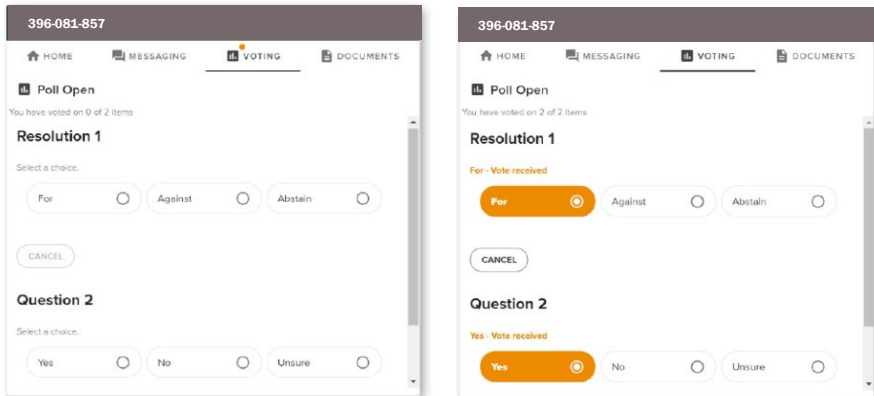 396-081-857
HOME MESSAGING VOTING DOCUMENTS
Poll Open
You have voted on 0 of 2 items
Resolution 1
Select a choice.
For Against Abstain
CANCEL
Question 2
Select a choice.
Yes No Unsure
396-081-857
HOME MESSAGING VOTING DOCUMENTS
Poll Open
You have voted on 2 of 2 items
Resolution 1
For - Vote received
For Against Abstain
CANCEL
Question 2
Yes - Vote received
Yes No Unsure